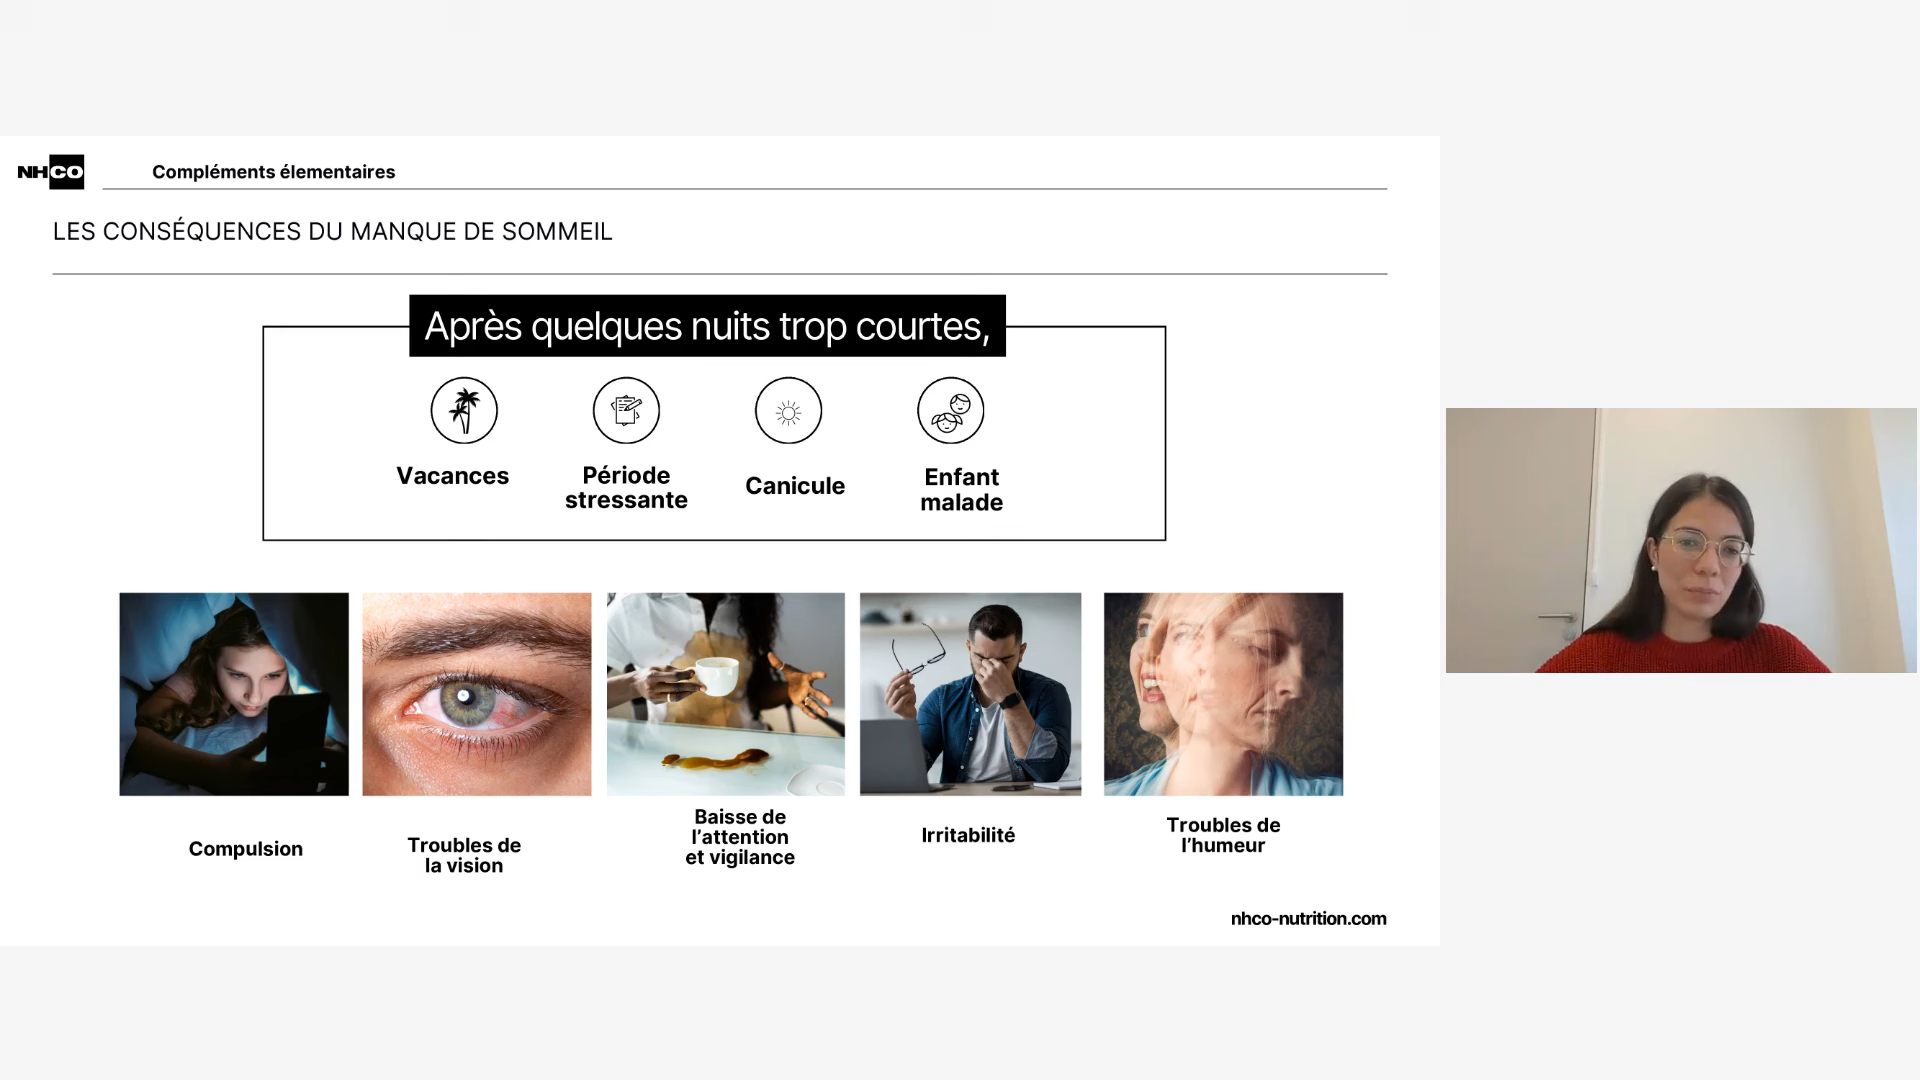 NHCO
Compléments élementaires
LES CONSÉQUENCES DU MANQUE DE SOMMEIL
Après quelques nuits trop courtes,
Vacances
Période
stressante
Canicule
Enfant
malade
Compulsion
Troubles de
la vision
Baisse de
l'attention
et vigilance
Irritabilité
Troubles de
l'humeur
nhco-nutrition.com